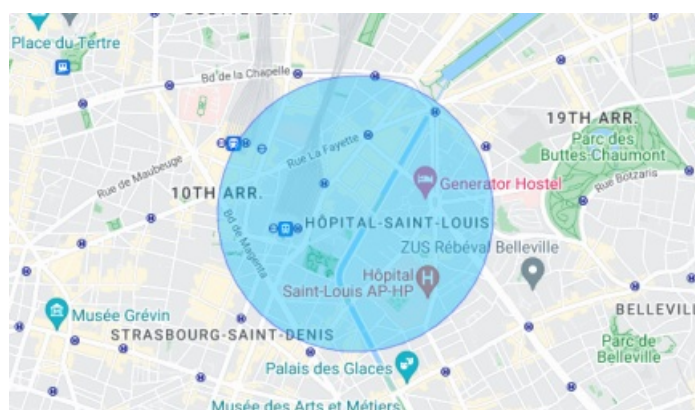 Place du Tertre
Bd de la Chapelle
19TH ARR.
Parc des
Buttes-Chaumont
Rue La Fayette
Rue de Maubeuge
Generator Hostel
Rue Botzaris
10TH ARR.
Bd de Magenta
HÔPITAL-SAINT-LOUIS
ZUS Rébéval Belleville
Hôpital
Saint-Louis AP-HP
H
Musée Grévin
BELLEVILL
STRASBOURG-SAINT-DENIS
Parc de
Belleville
Palais des Glaces
Musée des Arts et Métiers